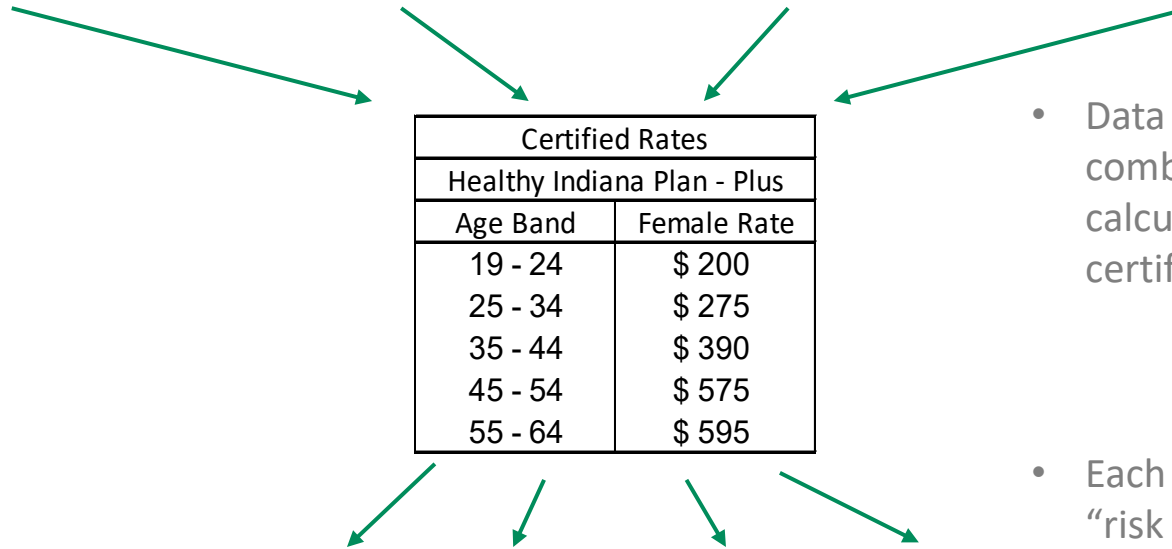 Certified Rates
Healthy Indiana Plan - Plus
Age Band Female Rate
19 - 24 $ 200
25 - 34 $ 275
35 - 44 $ 390
45 - 54 $ 575
55 - 64 $ 595
• Data
• Each
“risk